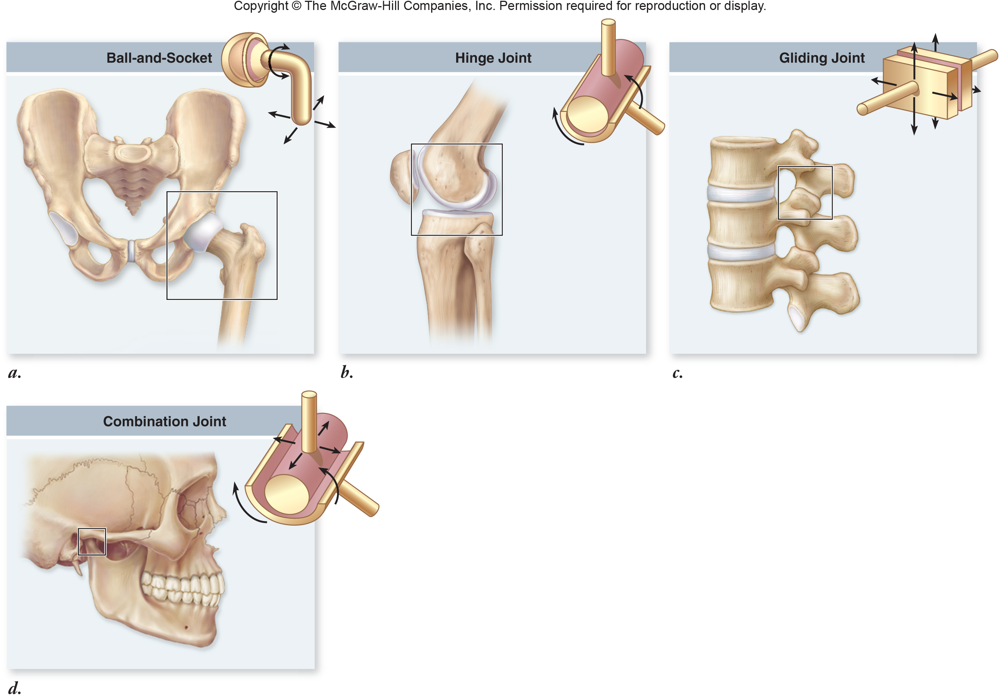 Copyright © The McGraw-Hill Companies, Inc. Permission required for reproduction or display.
Ball-and-Socket
Hinge Joint
Gliding Joint
a.
b.
c.
Combination Joint
d.